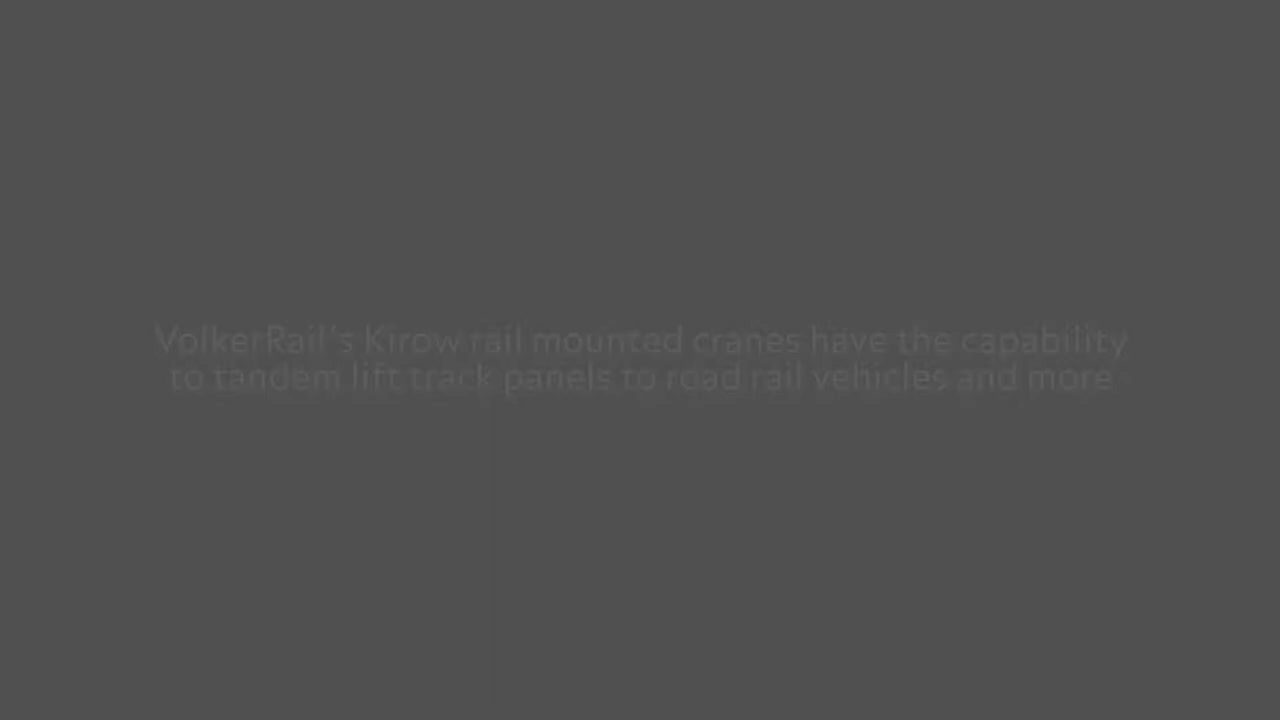 VolkerRail's Kirow rail mounted cranes have the capability
to tandem lift track panels to road rail vehicles and more